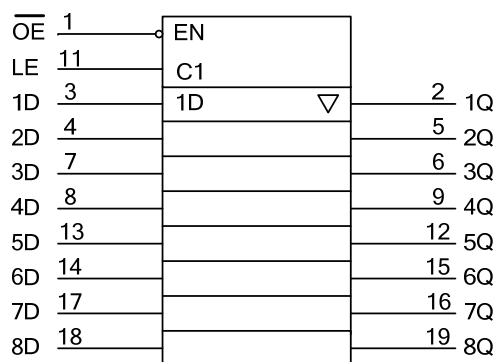 O̅E̅ 1 EN
LE 11 C1
1D 3 1D ▽ 2 1Q
2D 4 5 2Q
3D 7 6 3Q
4D 8 9 4Q
5D 13 12 5Q
6D 14 15 6Q
7D 17 16 7Q
8D 18 19 8Q